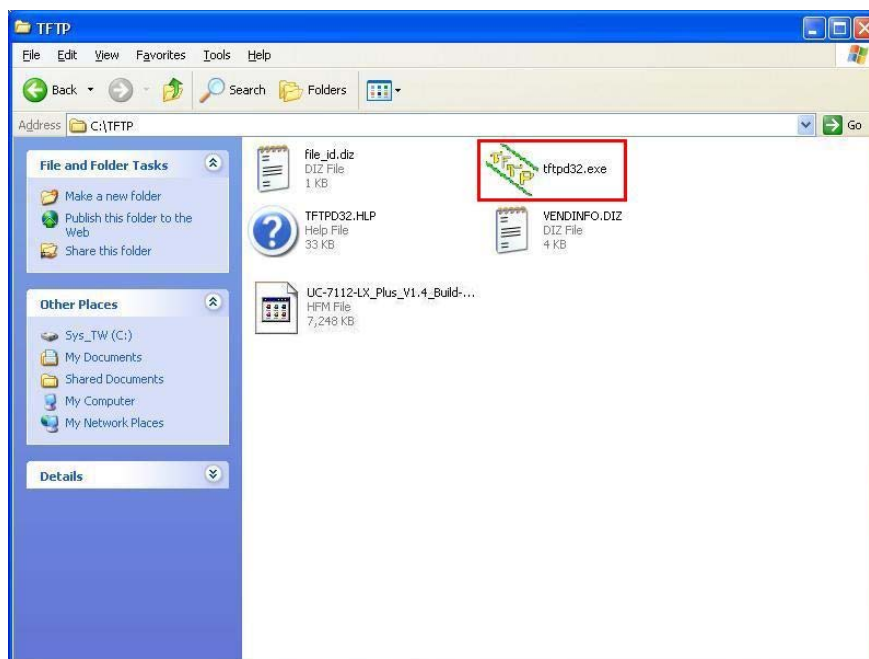 TFTP
File Edit View Favorites Tools Help
Back Search Folders
Address C:\TFTP Go
File and Folder Tasks
Make a new folder
Publish this folder to the
Web
Share this folder
Other Places
Sys_TW (C:)
My Documents
Shared Documents
My Computer
My Network Places
Details
file_id.diz
DIZ File
1 KB
TFTP
tftpd32.exe
TFTPD32.HLP
Help File
33 KB
VENDINFO.DIZ
DIZ File
4 KB
UC-7112-LX_Plus_V1.4_Build-...
HFM File
7,248 KB